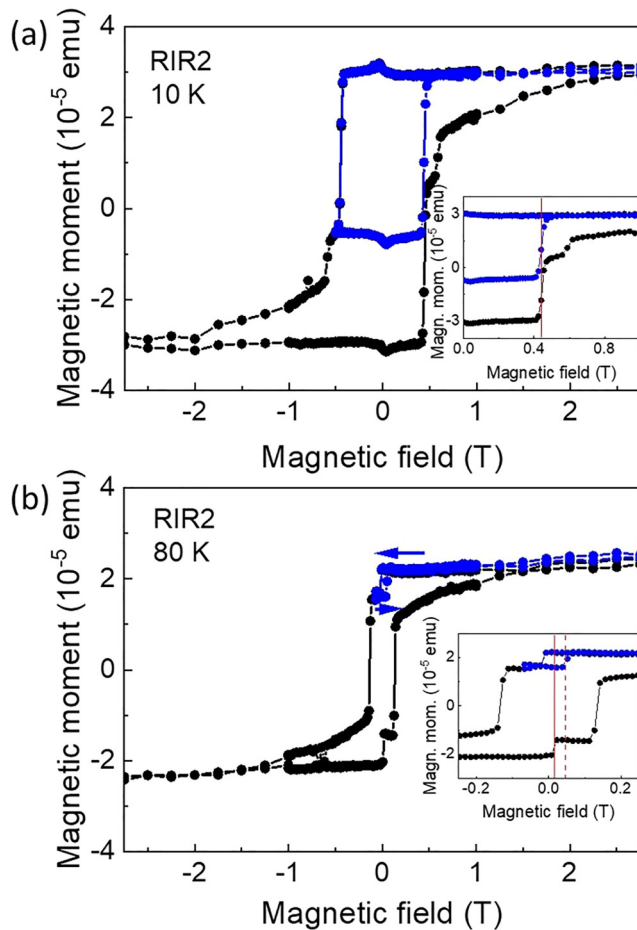 (a)
RIR2
10 K
Magnetic moment (10⁻⁵ emu)
4
2
0
-2
-4
-2
-1
0
1
2
Magnetic field (T)
Magn. mom. (10⁻⁵ emu)
3
0
-3
0.0
0.4
0.8
Magnetic field (T)
(b)
RIR2
80 K
Magnetic moment (10⁻⁵ emu)
4
2
0
-2
-4
-2
-1
0
1
2
Magnetic field (T)
Magn. mom. (10⁻⁵ emu)
2
0
-2
-0.2
0.0
0.2
Magnetic field (T)